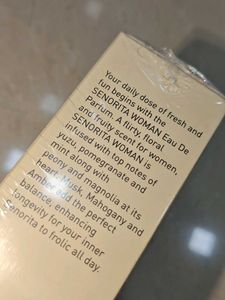 Your daily dose of fresh and
fun begins with the
SENORITA WOMAN Eau De
Parfum. A flirty, floral
and fruity scent for women,
SENORITA WOMAN is
infused with top notes of
yuzu, pomegranate and
mint along with
peony and magnolia at its
heart. Musk, Mahogany and
Amber add the perfect
balance, enhancing
longevity for your inner
Senorita to frolic all day.